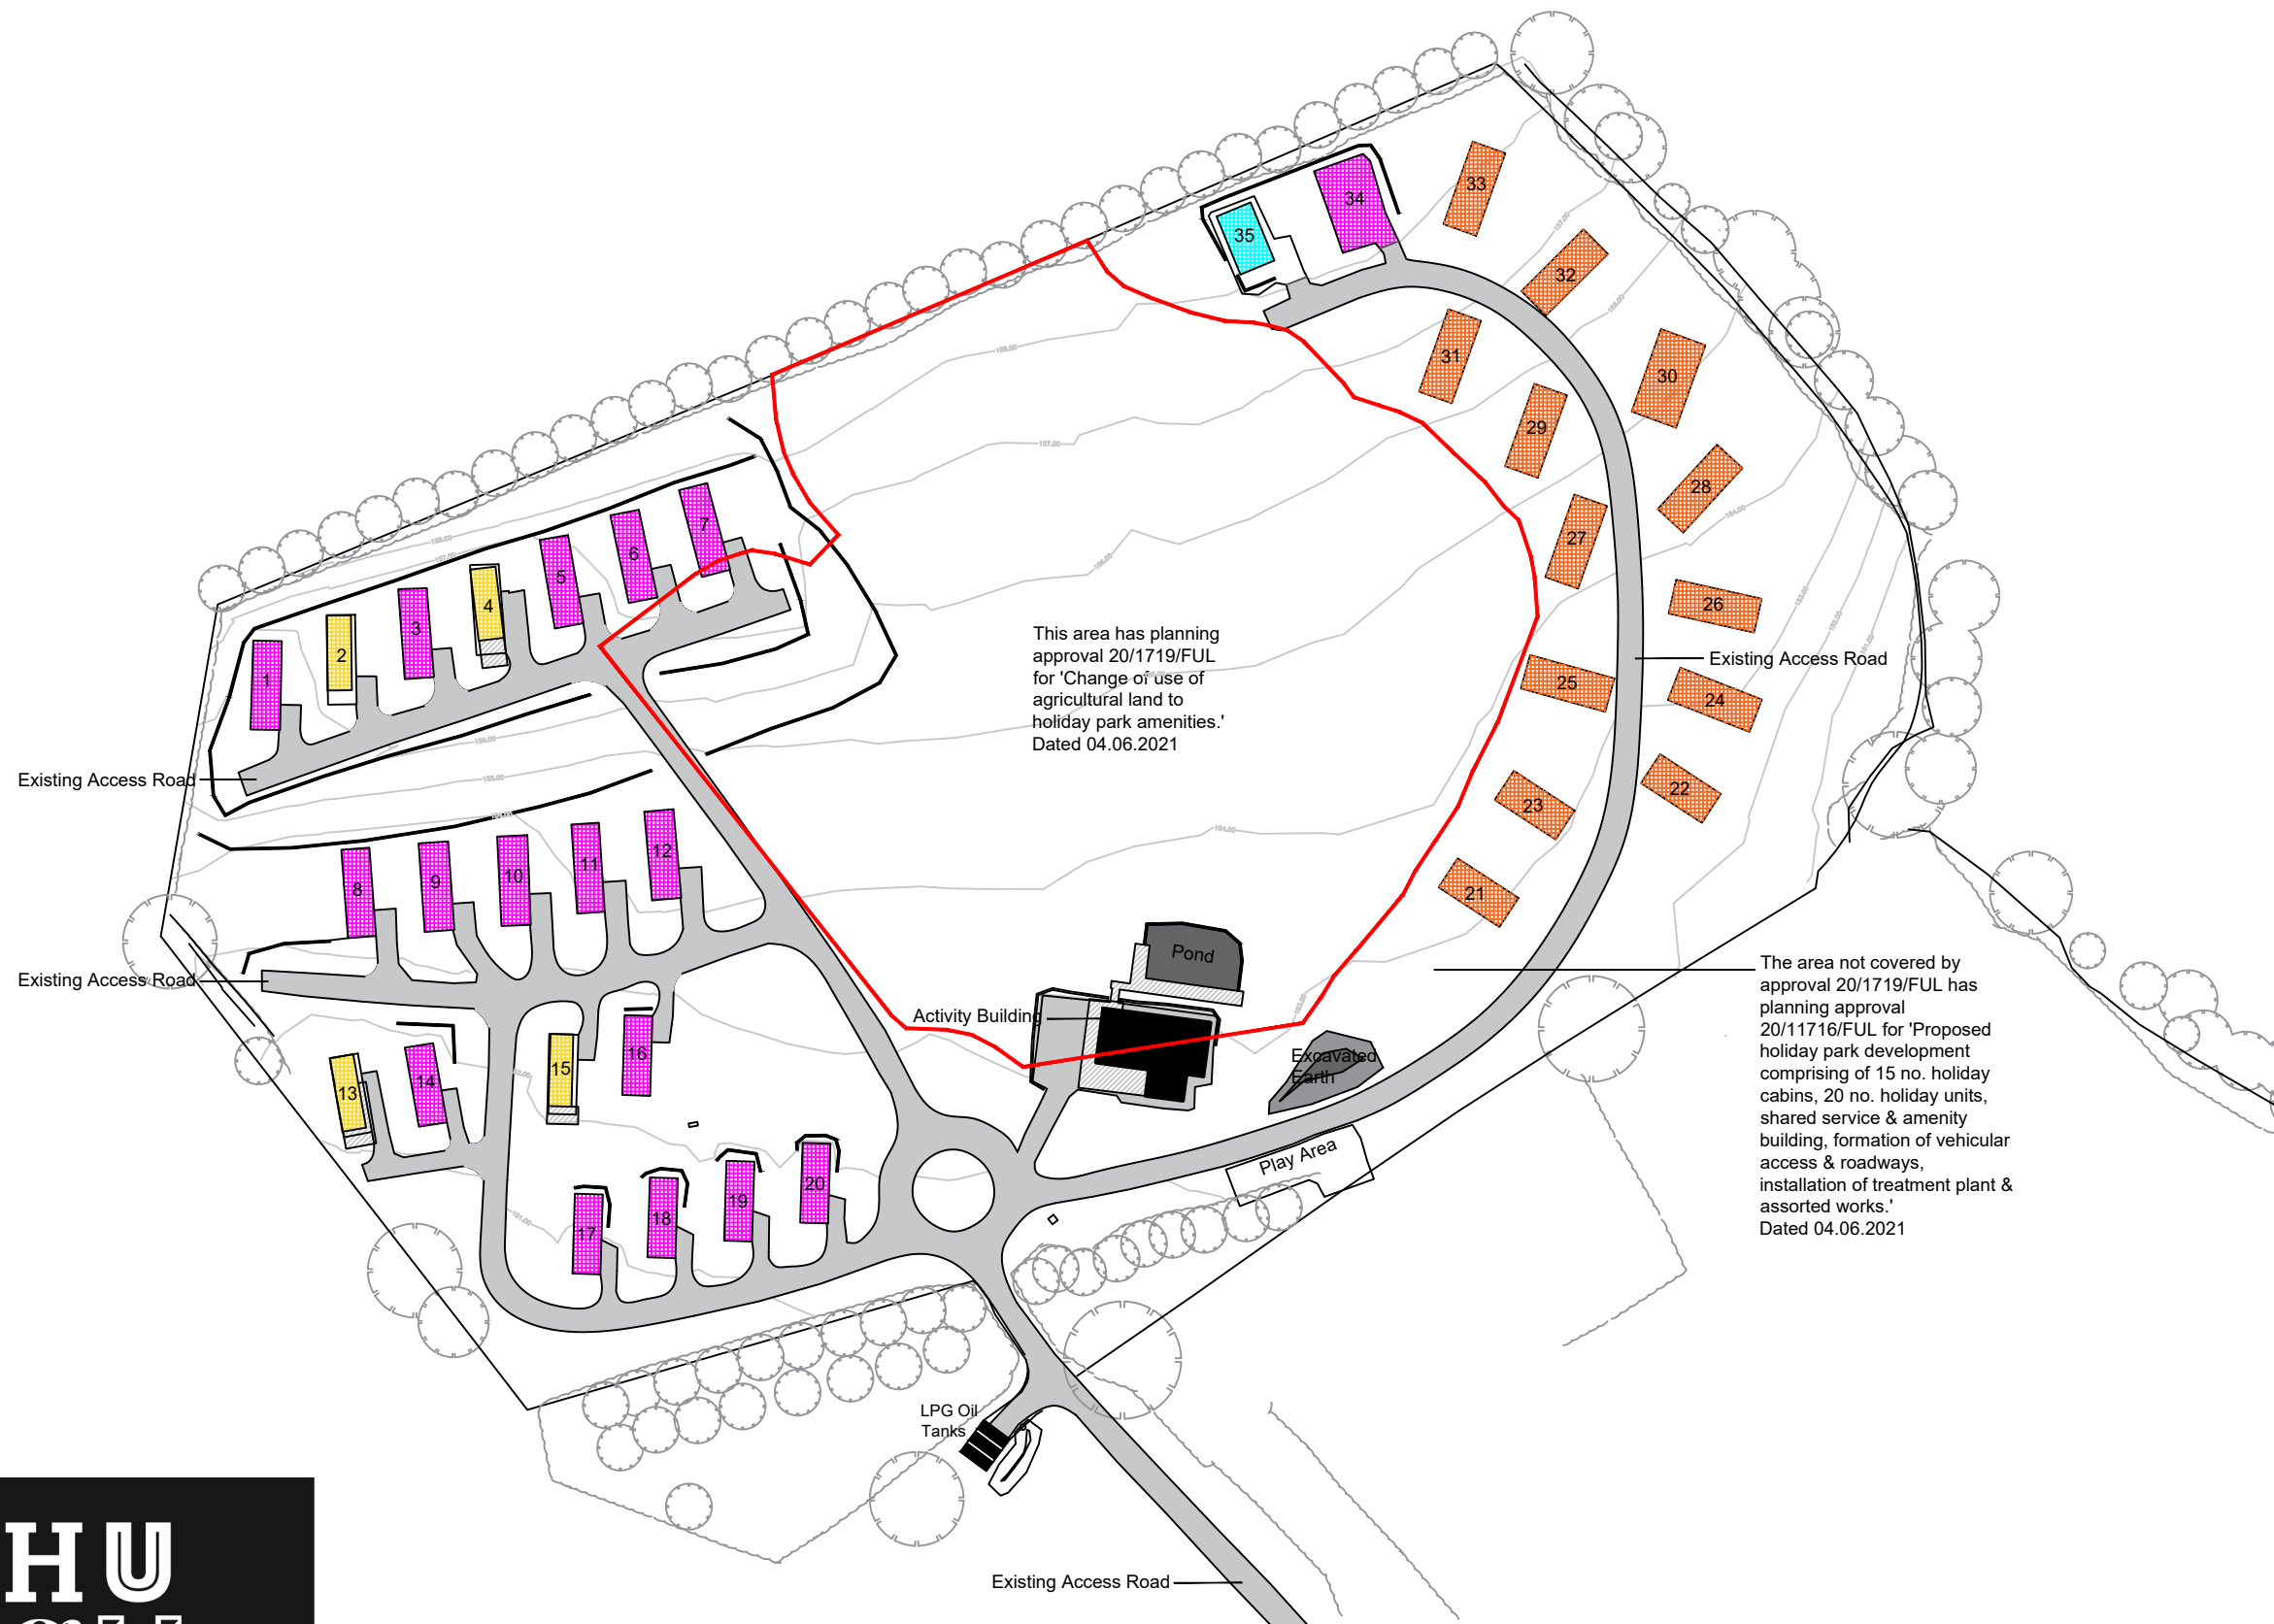 33
34
35
32
31
30
29
28
7
27
6
5
4
26
3
2
25
24
1
This area has planning
approval 20/1719/FUL
for 'Change of use of
agricultural land to
holiday park amenities.'
Dated 04.06.2021
Existing Access Road
Existing Access Road
23
22
12
11
10
9
8
21
Pond
Existing Access Road
Activity Building
The area not covered by
approval 20/1719/FUL has
planning approval
20/11716/FUL for 'Proposed
holiday park development
comprising of 15 no. holiday
cabins, 20 no. holiday units,
shared service & amenity
building, formation of vehicular
access & roadways,
installation of treatment plant &
assorted works.'
Dated 04.06.2021
Excavated
Earth
16
15
14
13
Play Area
20
19
18
17
LPG Oil
Tanks
Existing Access Road
HU